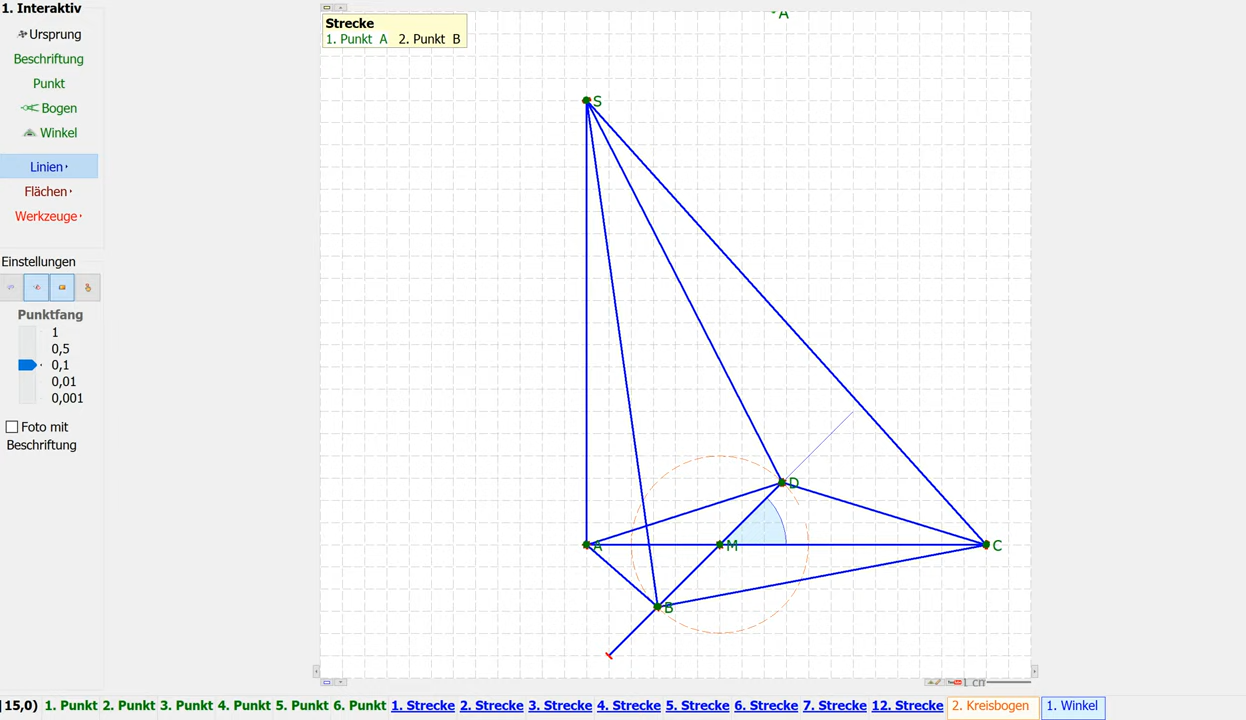 1. Interaktiv
Ursprung
Beschriftung
Punkt
Bogen
Winkel
Linien
Flächen
Werkzeuge
Einstellungen
Punktfang
1
0,5
0,1
0,01
0,001
Foto mit
Beschriftung
Strecke
1. Punkt A 2. Punkt B
A
S
D
A
M
C
B
15,0) 1. Punkt 2. Punkt 3. Punkt 4. Punkt 5. Punkt 6. Punkt 1. Strecke 2. Strecke 3. Strecke 4. Strecke 5. Strecke 6. Strecke 7. Strecke 12. Strecke 2. Kreisbogen 1. Winkel